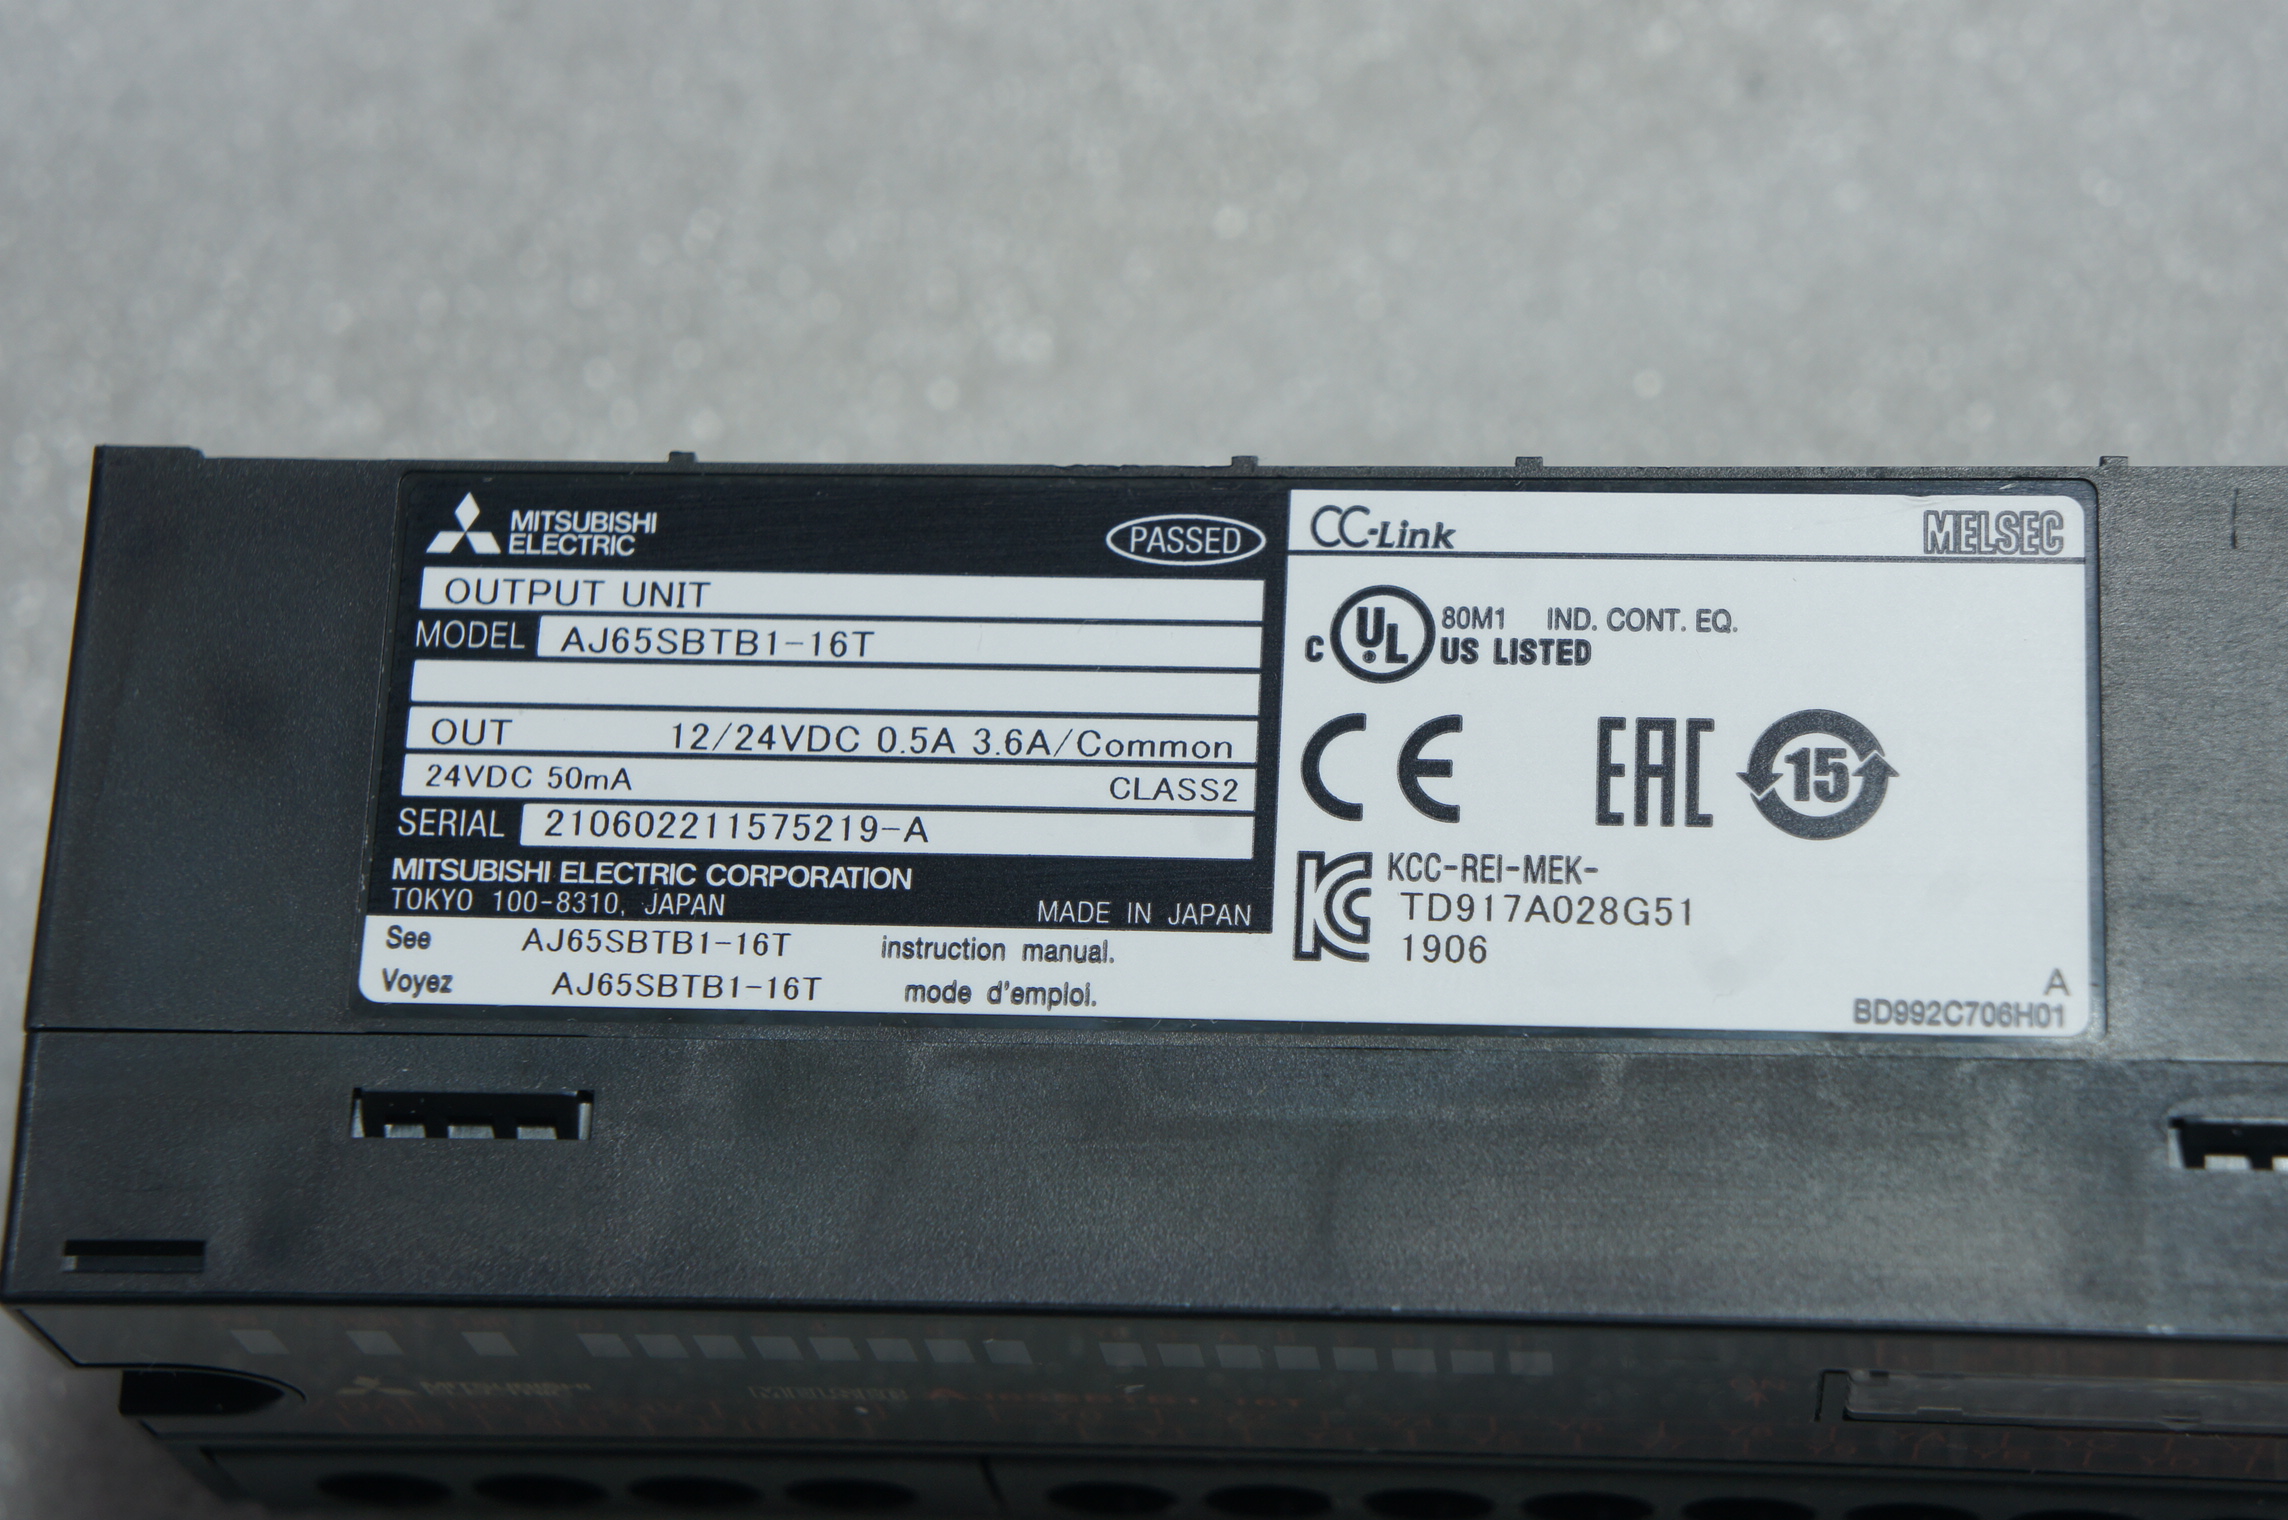 MITSUBISHI
ELECTRIC
PASSED
OUTPUT UNIT
MODEL AJ65SBTB1-16T
OUT 12/24VDC 0.5A 3.6A/Common
24VDC 50mA CLASS2
SERIAL 210602211575219-A
MITSUBISHI ELECTRIC CORPORATION
TOKYO 100-8310, JAPAN MADE IN JAPAN
See AJ65SBTB1-16T instruction manual.
Voyez AJ65SBTB1-16T mode d'emploi.
CC-Link MELSEC
C UL 80M1 IND. CONT. EQ.
US LISTED
CE EAC 15
KC KCC-REI-MEK-
TD917A028G51
1906
A
BD992C706H01